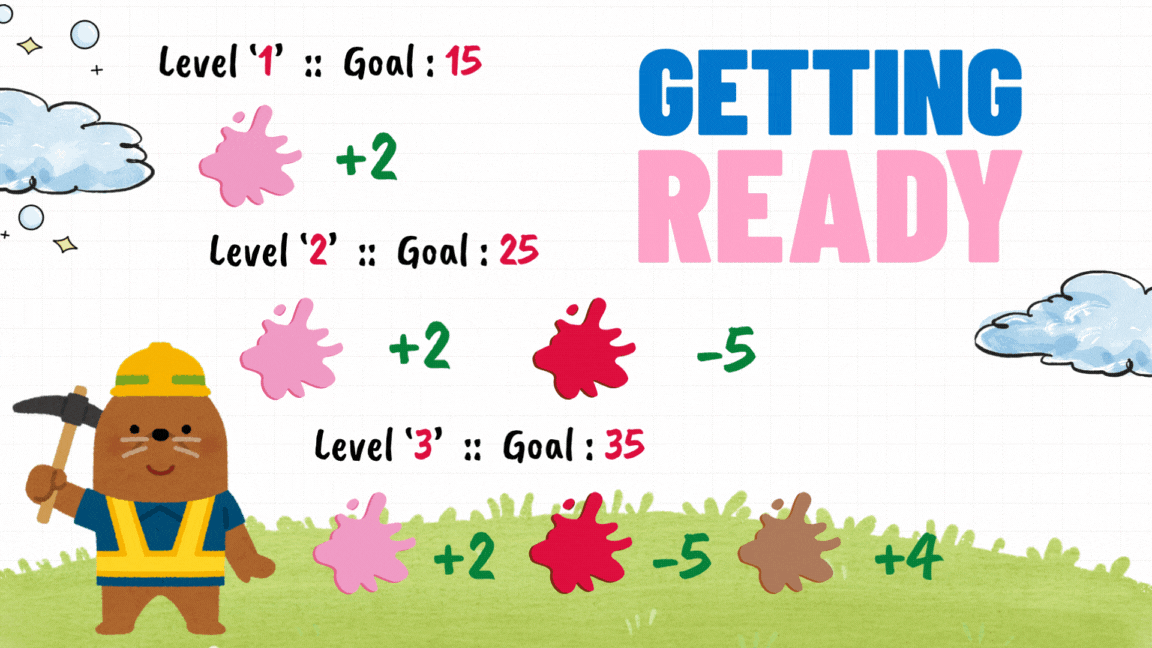 Level ‘1’ :: Goal : 15
GETTING
READY
+2
Level ‘2’ :: Goal : 25
+2 -5
Level ‘3’ :: Goal : 35
+2 -5 +4